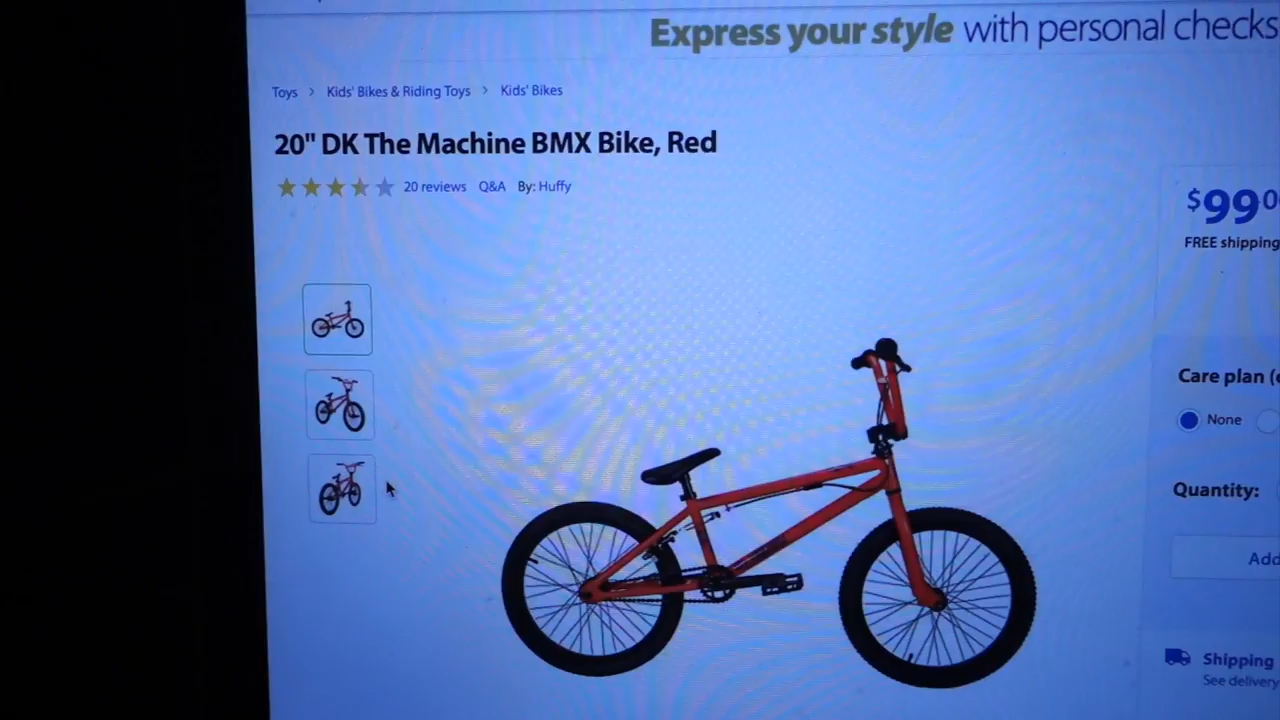 Express your style with personal checks
Toys > Kids' Bikes & Riding Toys > Kids' Bikes
20" DK The Machine BMX Bike, Red
20 reviews Q&A By: Huffy
$99
FREE shipping
Care plan (
None
Quantity:
Add
Shipping
See delivery